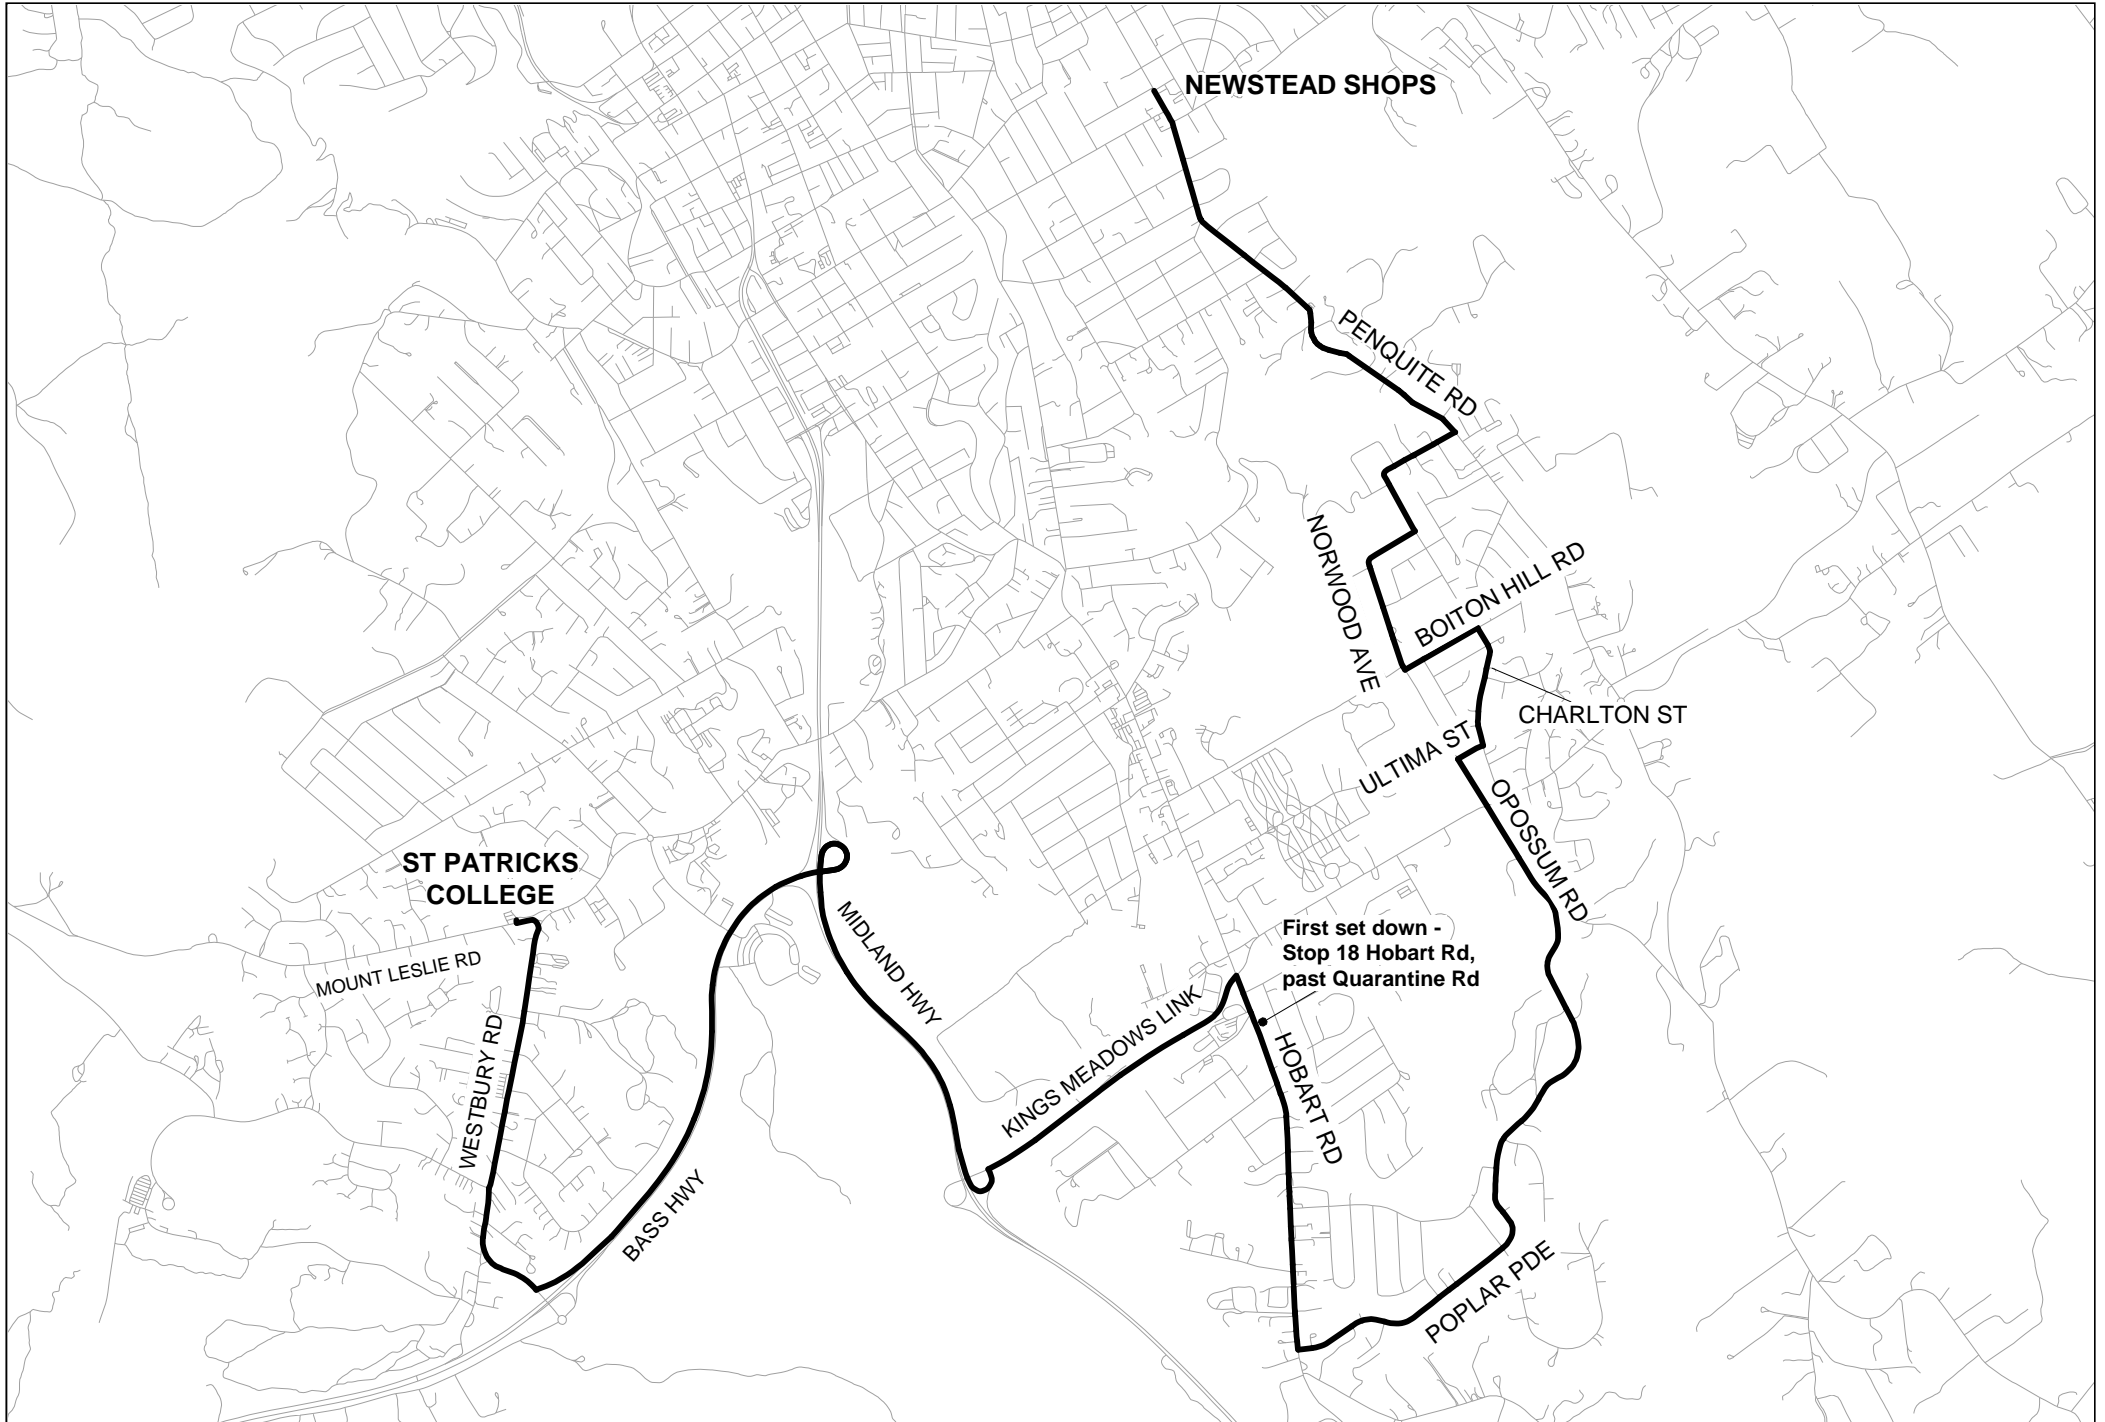 NEWSTEAD SHOPS
PENQUITE RD
NORWOOD AVE
BOITON HILL RD
CHARLTON ST
ULTIMA ST
OPOSSUM RD
ST PATRICKS
COLLEGE
MOUNT LESLIE RD
MIDLAND HWY
First set down -
Stop 18 Hobart Rd,
past Quarantine Rd
KINGS MEADOWS LINK
HOBART RD
WESTBURY RD
BASS HWY
POPLAR PDE